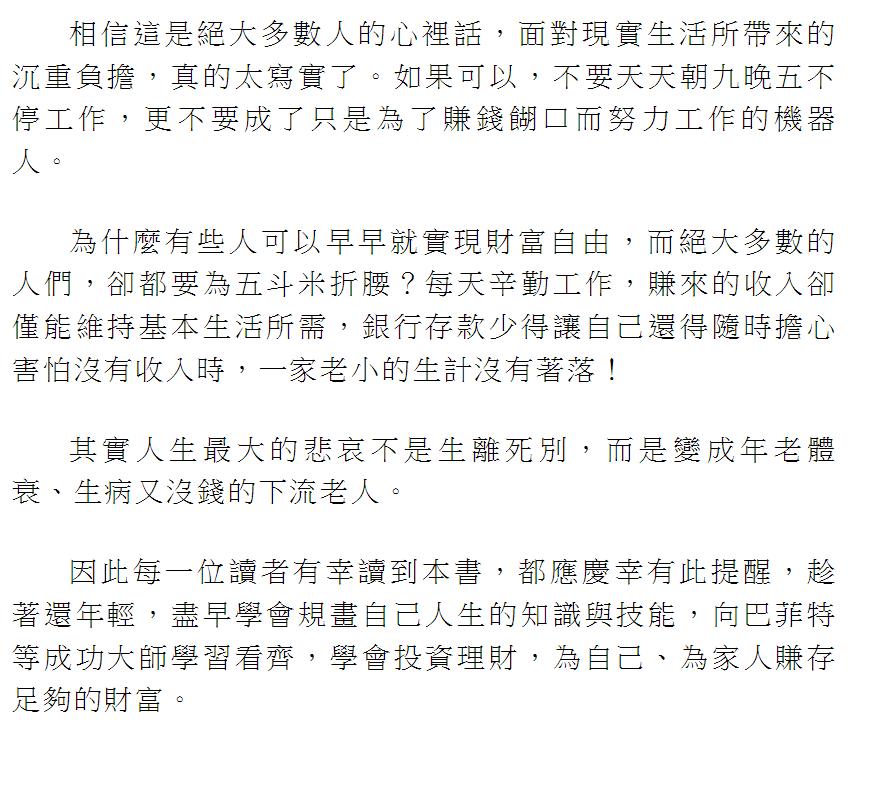 相信這是絕大多數人的心裡話，面對現實生活所帶來的
沉重負擔，真的太寫實了。如果可以，不要天天朝九晚五不
停工作，更不要成了只是為了賺錢餬口而努力工作的機器
人。
為什麼有些人可以早早就實現財富自由，而絕大多數的
人們，卻都要為五斗米折腰？每天辛勤工作，賺來的收入卻
僅能維持基本生活所需，銀行存款少得讓自己還得隨時擔心
害怕沒有收入時，一家老小的生計沒有著落！
其實人生最大的悲哀不是生離死別，而是變成年老體
衰、生病又沒錢的下流老人。
因此每一位讀者有幸讀到本書，都應慶幸有此提醒，趁
著還年輕，盡早學會規畫自己人生的知識與技能，向巴菲特
等成功大師學習看齊，學會投資理財，為自己、為家人賺存
足夠的財富。